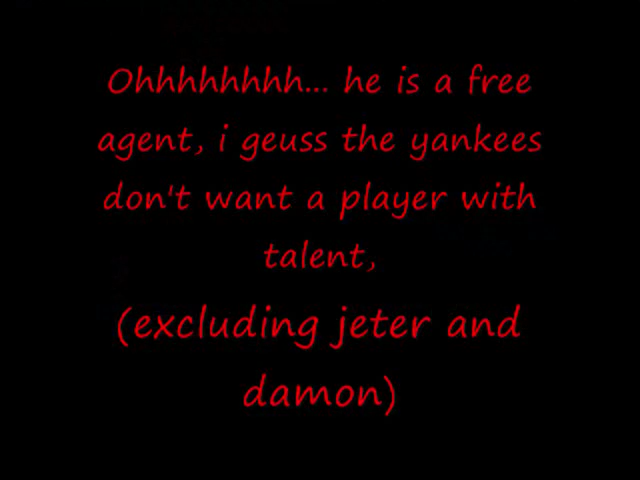 Ohhhhhhhh... he is a free
agent, i geuss the yankees
don't want a player with
talent,
(excluding jeter and
damon)